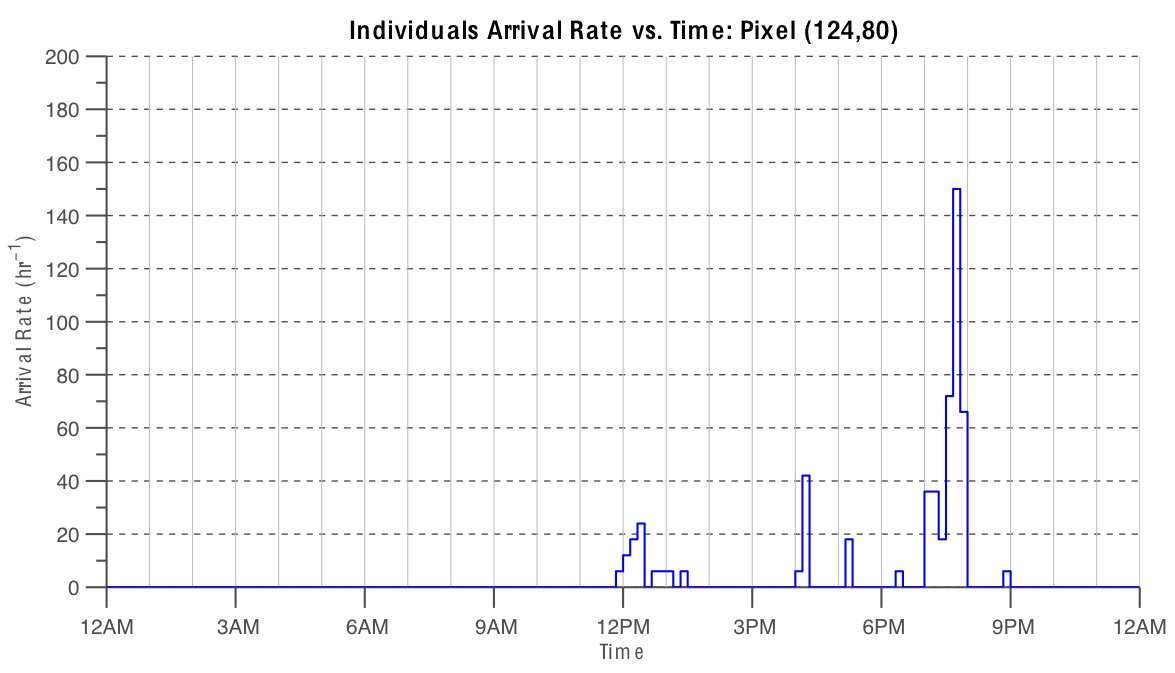 Individuals Arrival Rate vs. Time: Pixel (124,80)
200
180
160
140
120
100
80
60
40
20
0
Arrival Rate (hr⁻¹)
12AM 3AM 6AM 9AM 12PM 3PM 6PM 9PM 12AM
Time